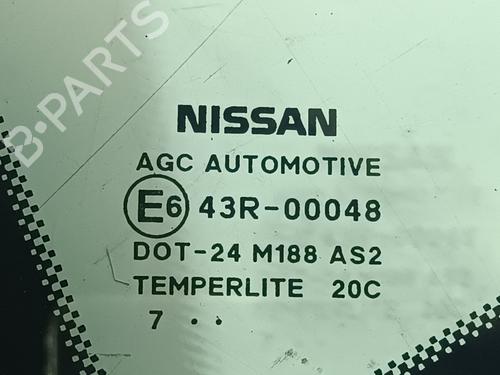 B-PARTS
NISSAN
AGC AUTOMOTIVE
E6 43R-00048
DOT-24 M188 AS2
TEMPERLITE 20C
7 ..